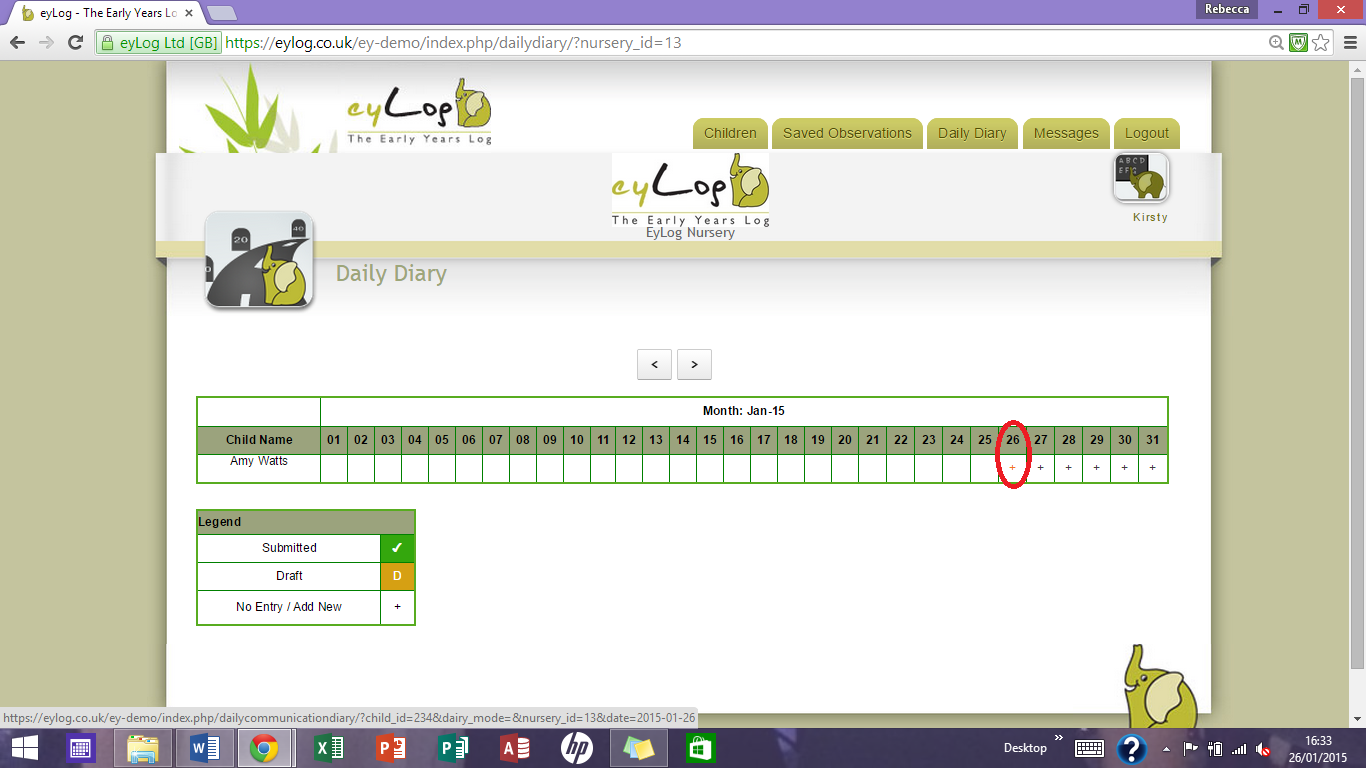 eyLog - The Early Years Lo
Rebecca
eyLog Ltd [GB] https://eylog.co.uk/ey-demo/index.php/dailydiary/?nursery_id=13
eyLog
The Early Years Log
Children Saved Observations Daily Diary Messages Logout
eyLog
The Early Years Log
EyLog Nursery
ABCD
Kirsty
20 40
Daily Diary
< >
Month: Jan-15
Child Name 01 02 03 04 05 06 07 08 09 10 11 12 13 14 15 16 17 18 19 20 21 22 23 24 25 26 27 28 29 30 31
Amy Watts + + + + + +
Legend
Submitted ✓
Draft D
No Entry / Add New +
https://eylog.co.uk/ey-demo/index.php/dailycommunicationdiary/?child_id=234&dairy_mode=&nursery_id=13&date=2015-01-26
Desktop
16:33
26/01/2015